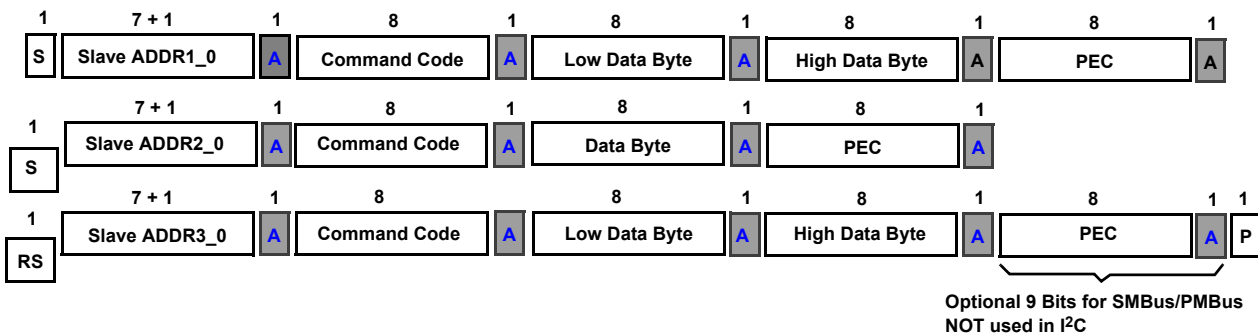 1 7 + 1 1 8 1 8 1 8 1 8 1
S Slave ADDR1_0 A Command Code A Low Data Byte A High Data Byte A PEC A
7 + 1 1 8 1 8 1 8 1
1
Slave ADDR2_0 A Command Code A Data Byte A PEC A
S
7 + 1 1 8 1 8 1 8 1 8 1 1
1
Slave ADDR3_0 A Command Code A Low Data Byte A High Data Byte A PEC A P
RS
Optional 9 Bits for SMBus/PMBus
NOT used in I²C